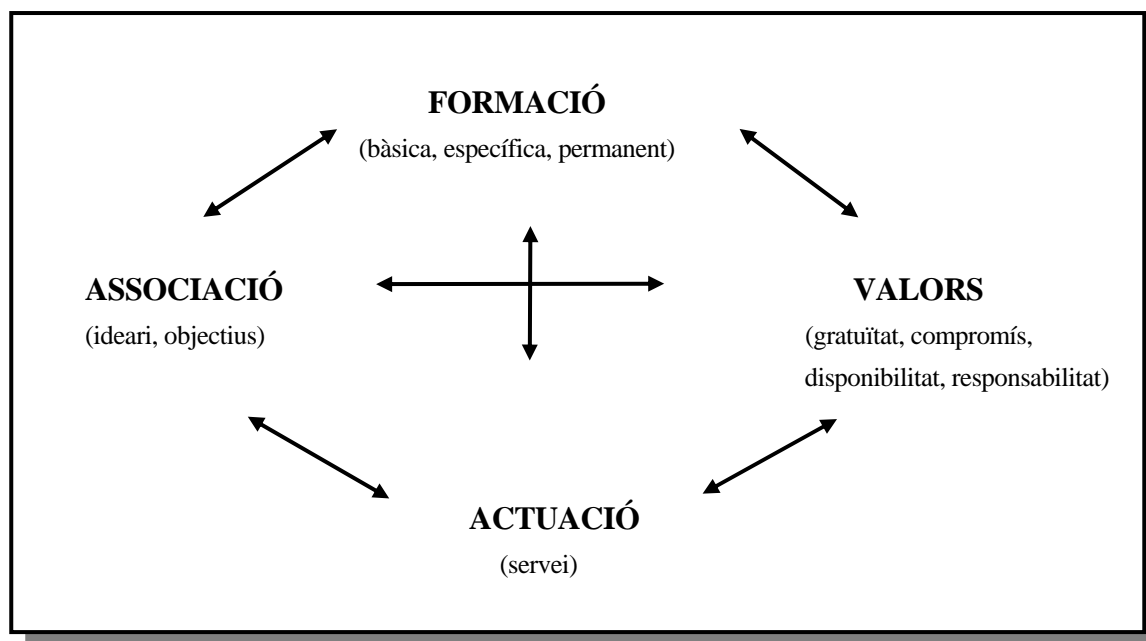 FORMACIÓ
(bàsica, específica, permanent)
ASSOCIACIÓ
(ideari, objectius)
VALORS
(gratuïtat, compromís,
disponibilitat, responsabilitat)
ACTUACIÓ
(servei)